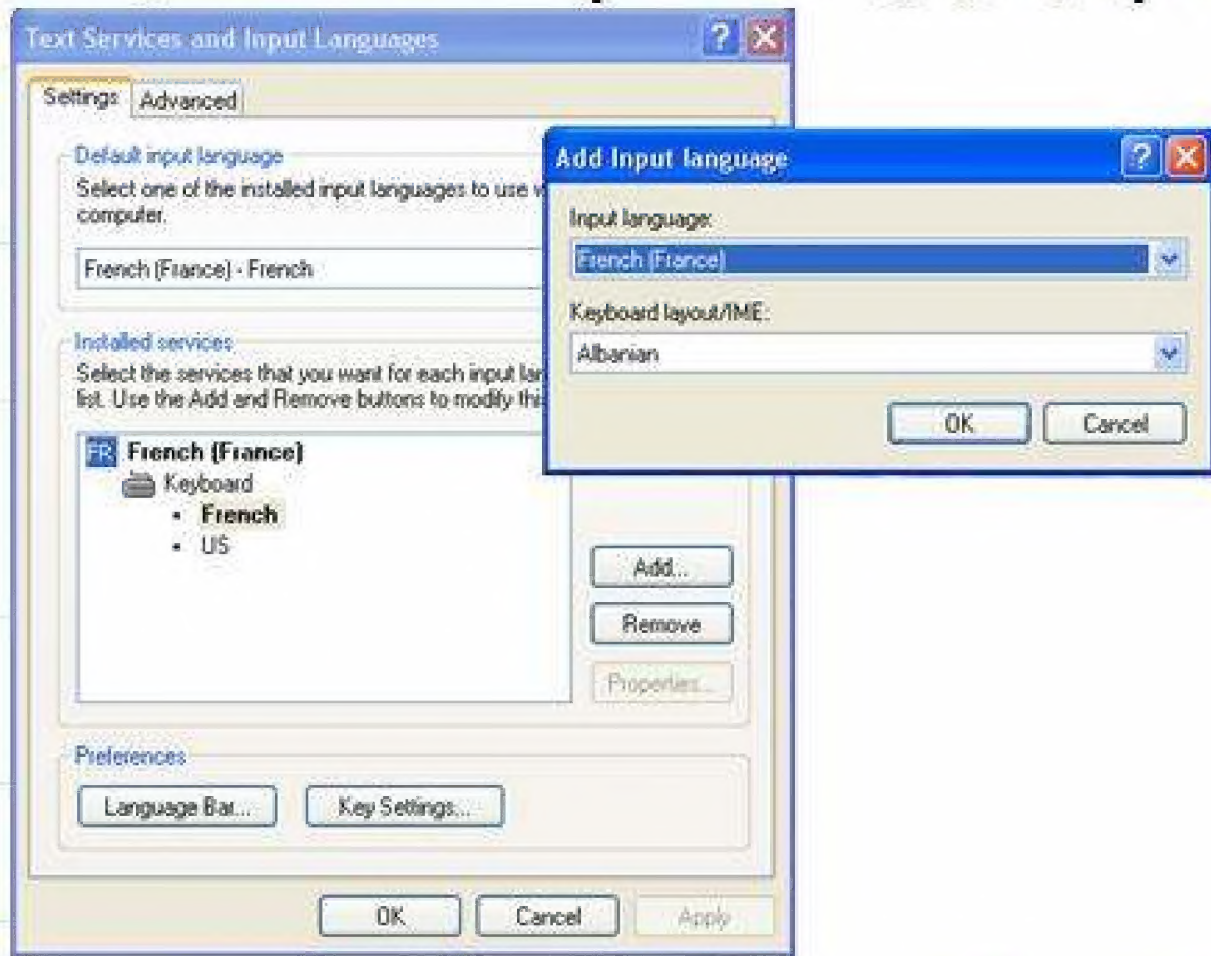 Text Services and Input Languages
Settings
Advanced
Default input language
Select one of the installed input languages to use
computer.
French (France) - French
Installed services
Select the services that you want for each input
list. Use the Add and Remove buttons to modify
FR French (France)
Keyboard
• French
• US
Add...
Remove
Properties...
Preferences
Language Bar...
Key Settings...
OK
Cancel
Apply
Add Input language
Input language:
French (France)
Keyboard layout/IME:
Albanian
OK
Cancel